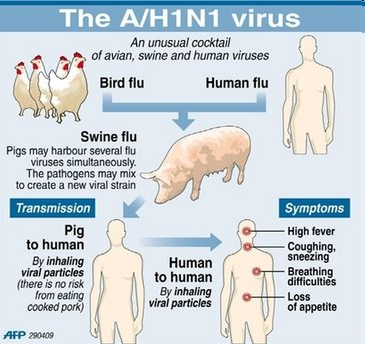 The A/H1N1 virus
An unusual cocktail
of avian, swine and human viruses
Bird flu
Human flu
Swine flu
Pigs may harbour several flu
viruses simultaneously.
The pathogens may mix
to create a new viral strain
Transmission
Symptoms
Pig
to human
By inhaling
viral particles
(there is no risk
from eating
cooked pork)
Human
to human
By inhaling
viral particles
High fever
Coughing,
sneezing
Breathing
difficulties
Loss
of appetite
AFP 290409